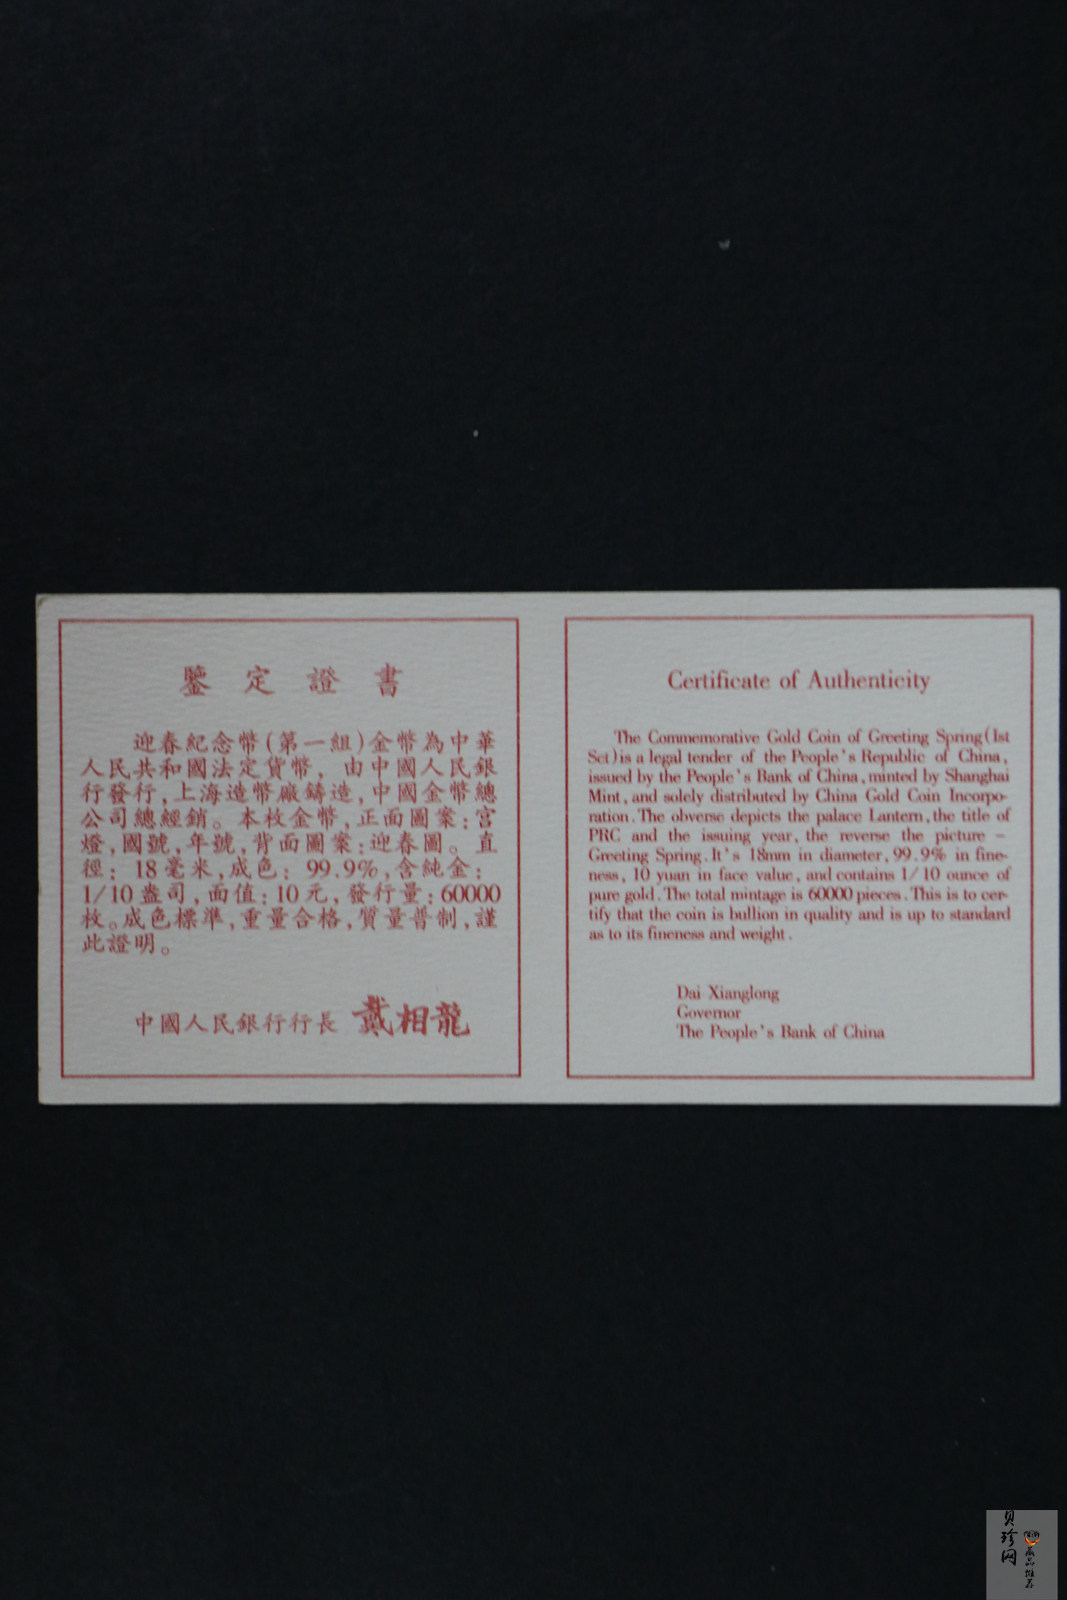 鑒定證書
迎春紀念幣(第一組)金幣為中華
人民共和國法定貨幣，由中國人民銀
行發行，上海造幣廠鑄造，中國金幣總
公司總經銷。本枚金幣，正面圖案：宮
燈，國號，年號，背面圖案：迎春圖。直
徑：18毫米，成色：99.9%，含純金：
1/10盎司，面值：10元，發行量：60000
枚。成色標準，重量合格，質量普制，謹
此證明。
中國人民銀行行長 戴相龍
Certificate of Authenticity
The Commemorative Gold Coin of Greeting Spring(1st
Set)is a legal tender of the People's Republic of China,
issued by the People's Bank of China, minted by Shanghai
Mint, and solely distributed by China Gold Coin Incorpo-
ration. The obverse depicts the palace Lantern, the title of
PRC and the issuing year, the reverse the picture –
Greeting Spring. It's 18mm in diameter, 99.9% in fine-
ness, 10 yuan in face value, and contains 1/10 ounce of
pure gold. The total mintage is 60000 pieces. This is to cer-
tify that the coin is bullion in quality and is up to standard
as to its fineness and weight.
Dai Xianglong
Governor
The People's Bank of China
贝珍网
商品推荐